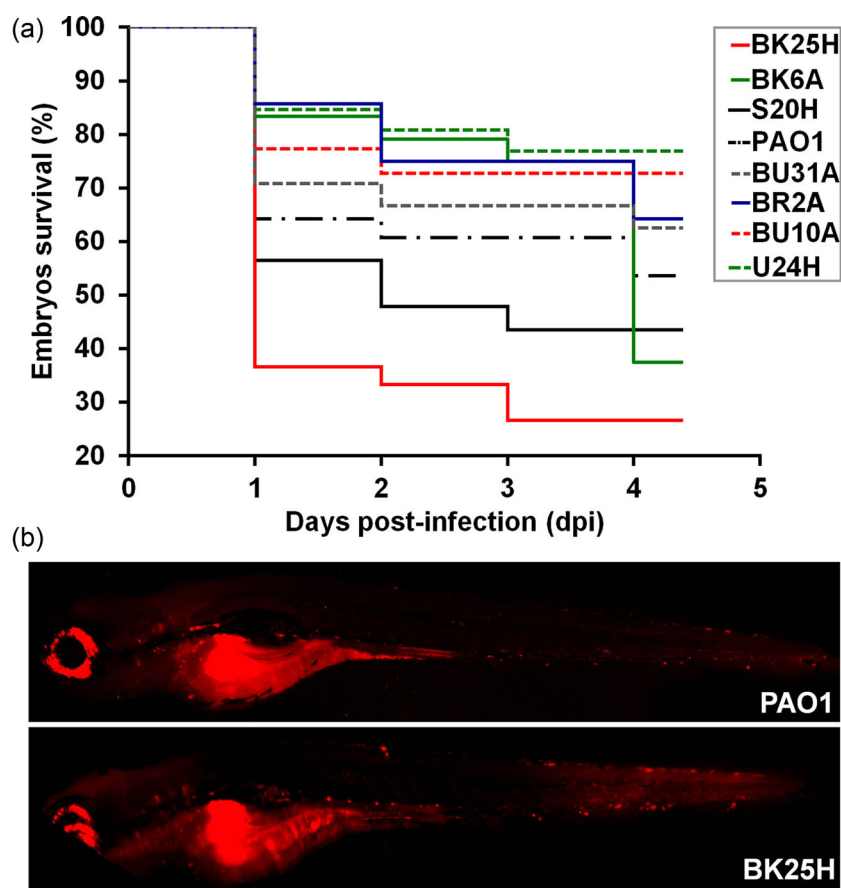 (a)
Embryos survival (%)
100
90
80
70
60
50
40
30
20
0 1 2 3 4 5
Days post-infection (dpi)
BK25H
BK6A
S20H
PAO1
BU31A
BR2A
BU10A
U24H
(b)
PAO1
BK25H